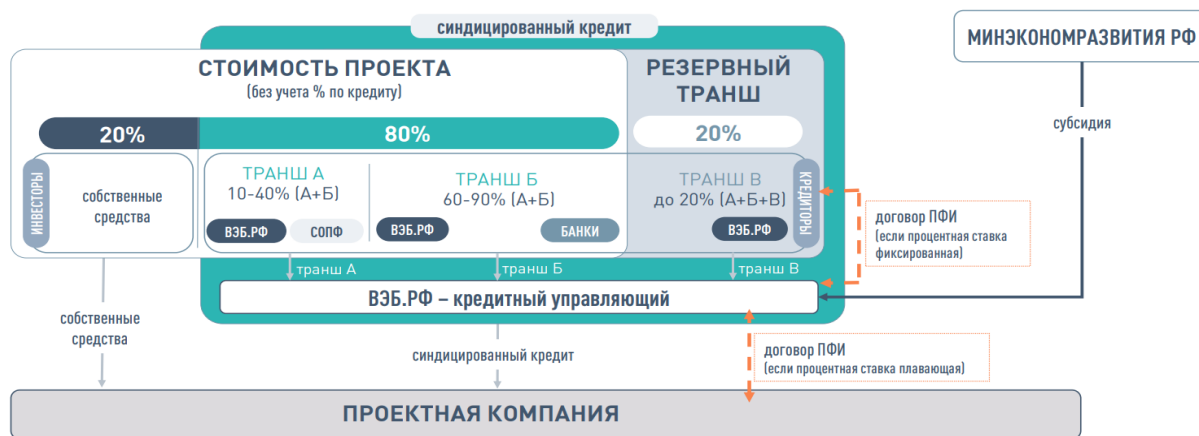 синдицированный кредит
МИНЭКОНОМРАЗВИТИЯ РФ
СТОИМОСТЬ ПРОЕКТА
(без учета % по кредиту)
РЕЗЕРВНЫЙ
ТРАНШ
20%
80%
20%
субсидия
ИНВЕСТОРЫ
собственные
средства
ТРАНШ А
10-40% (А+Б)
ВЭБ.РФ
СОПФ
ТРАНШ Б
60-90% (А+Б)
ВЭБ.РФ
БАНКИ
ТРАНШ В
до 20% (А+Б+В)
ВЭБ.РФ
КРЕДИТОРЫ
договор ПФИ
(если процентная ставка
фиксированная)
транш А
транш Б
транш В
ВЭБ.РФ – кредитный управляющий
собственные
средства
синдицированный кредит
договор ПФИ
(если процентная ставка плавающая)
ПРОЕКТНАЯ КОМПАНИЯ